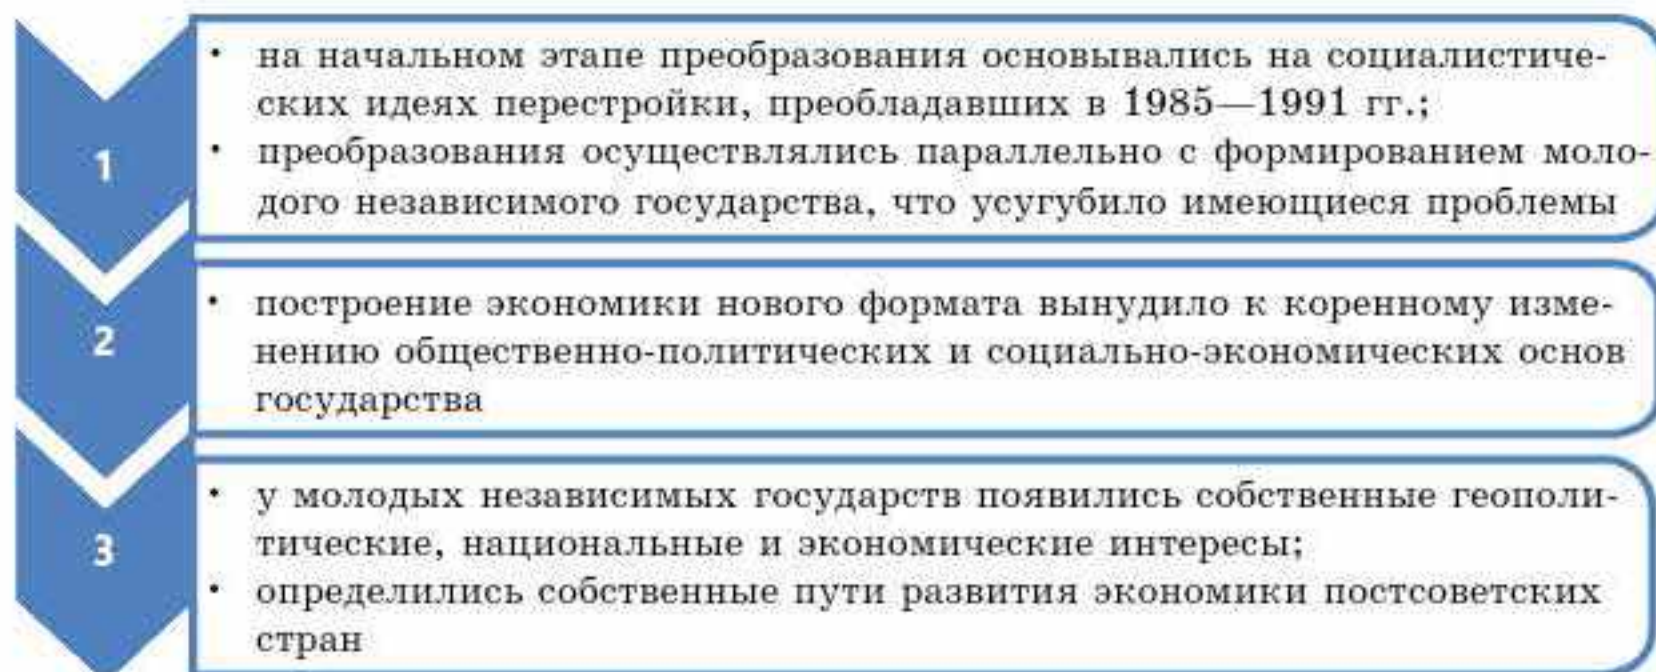 1
• на начальном этапе преобразования основывались на социалистиче-
ских идеях перестройки, преобладавших в 1985—1991 гг.;
• преобразования осуществлялись параллельно с формированием моло-
дого независимого государства, что усугубило имеющиеся проблемы
2
• построение экономики нового формата вынудило к коренному изме-
нению общественно-политических и социально-экономических основ
государства
3
• у молодых независимых государств появились собственные геополи-
тические, национальные и экономические интересы;
• определились собственные пути развития экономики постсоветских
стран